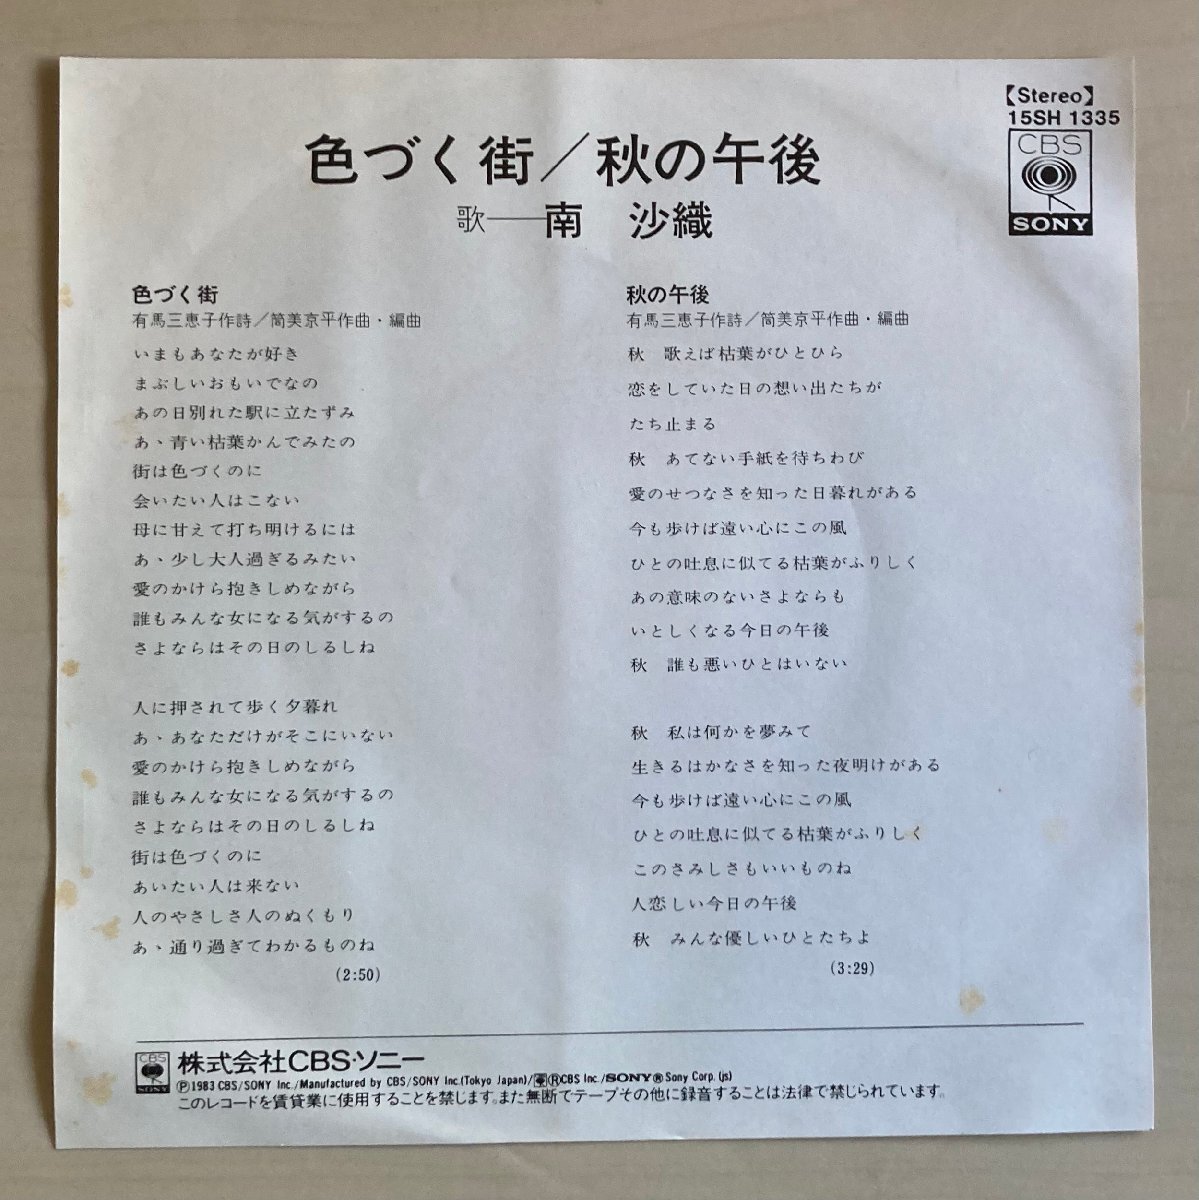 【Stereo】
15SH 1335
CBS
SONY
色づく街／秋の午後
歌──南　沙織
色づく街
有馬三恵子作詩／筒美京平作曲・編曲
いまもあなたが好き
まぶしいおもいでなの
あの日別れた駅に立たずみ
あゝ青い枯葉かんでみたの
街は色づくのに
会いたい人はこない
母に甘えて打ち明けるには
あゝ少し大人過ぎるみたい
愛のかけら抱きしめながら
誰もみんな女になる気がするの
さよならはその日のしるしね
人に押されて歩く夕暮れ
あゝあなただけがそこにいない
愛のかけら抱きしめながら
誰もみんな女になる気がするの
さよならはその日のしるしね
街は色づくのに
あいたい人は来ない
人のやさしさ人のぬくもり
あゝ通り過ぎてわかるものね
(2:50)
秋の午後
有馬三恵子作詩／筒美京平作曲・編曲
秋　歌えば枯葉がひとひら
恋をしていた日の想い出たちが
たち止まる
秋　あてない手紙を待ちわび
愛のせつなさを知った日暮れがある
今も歩けば遠い心にこの風
ひとの吐息に似てる枯葉がふりしく
あの意味のないさよならも
いとしくなる今日の午後
秋　誰も悪いひとはいない
秋　私は何かを夢みて
生きるはかなさを知った夜明けがある
今も歩けば遠い心にこの風
ひとの吐息に似てる枯葉がふりしく
このさみしさもいいものね
人恋しい今日の午後
秋　みんな優しいひとたちよ
(3:29)
CBS
SONY
株式会社CBS・ソニー
Ⓟ1983 CBS/SONY Inc./Manufactured by CBS/SONY Inc.(Tokyo Japan)/ⓇCBS Inc./SONYⓇSony Corp. (js)
このレコードを賃貸業に使用することを禁じます。また無断でテープその他に録音することは法律で禁じられています。